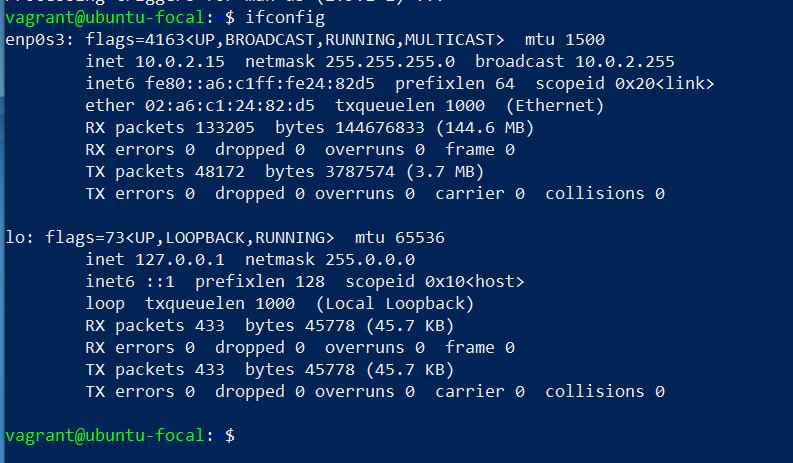 vagrant@ubuntu-focal:~$ ifconfig
enp0s3: flags=4163<UP,BROADCAST,RUNNING,MULTICAST>  mtu 1500
        inet 10.0.2.15  netmask 255.255.255.0  broadcast 10.0.2.255
        inet6 fe80::a6:c1ff:fe24:82d5  prefixlen 64  scopeid 0x20<link>
        ether 02:a6:c1:24:82:d5  txqueuelen 1000  (Ethernet)
        RX packets 133205  bytes 144676833 (144.6 MB)
        RX errors 0  dropped 0  overruns 0  frame 0
        TX packets 48172  bytes 3787574 (3.7 MB)
        TX errors 0  dropped 0 overruns 0  carrier 0  collisions 0

lo: flags=73<UP,LOOPBACK,RUNNING>  mtu 65536
        inet 127.0.0.1  netmask 255.0.0.0
        inet6 ::1  prefixlen 128  scopeid 0x10<host>
        loop  txqueuelen 1000  (Local Loopback)
        RX packets 433  bytes 45778 (45.7 KB)
        RX errors 0  dropped 0  overruns 0  frame 0
        TX packets 433  bytes 45778 (45.7 KB)
        TX errors 0  dropped 0 overruns 0  carrier 0  collisions 0

vagrant@ubuntu-focal:~$